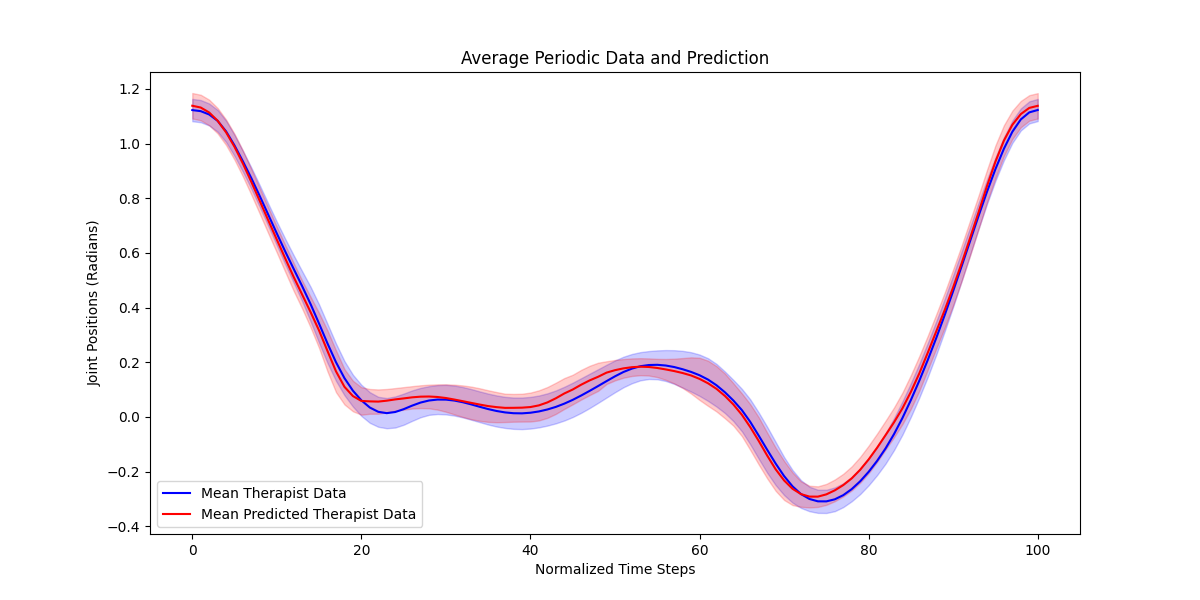 Average Periodic Data and Prediction
1.2
1.0
0.8
0.6
0.4
0.2
0.0
−0.2
−0.4
Joint Positions (Radians)
Mean Therapist Data
Mean Predicted Therapist Data
0 20 40 60 80 100
Normalized Time Steps